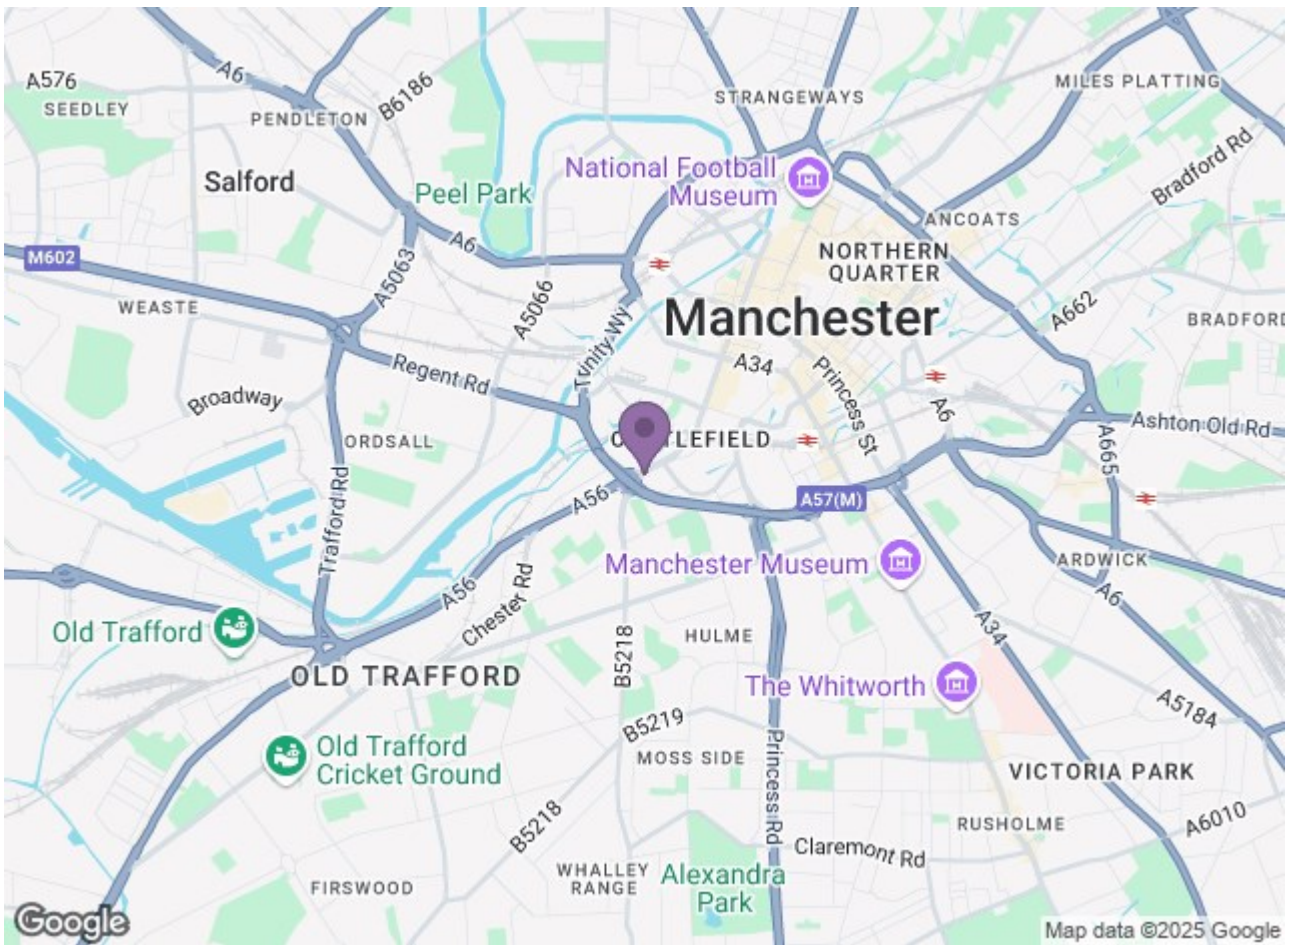 A6
A576
SEEDLEY
PENDLETON
B6186
STRANGEWAYS
MILES PLATTING
Bradford Rd
Salford
Peel Park
National Football
Museum
ANCOATS
A6
NORTHERN
QUARTER
M602
A5063
WEASTE
A5066
Trinity Wy
Manchester
A662
BRADFORD
Regent Rd
A34
Princess St
A6
Broadway
ORDSALL
Ashton Old Rd
A665
Trafford Rd
A56
A57(M)
Manchester Museum
ARDWICK
A6
A56
Chester Rd
Old Trafford
B5218
HULME
A34
OLD TRAFFORD
The Whitworth
A5184
B5219
Old Trafford
Cricket Ground
MOSS SIDE
Princess Rd
VICTORIA PARK
B5218
RUSHOLME
A6010
Claremont Rd
WHALLEY
RANGE
Alexandra
Park
FIRSWOOD
Google
Map data ©2025 Google